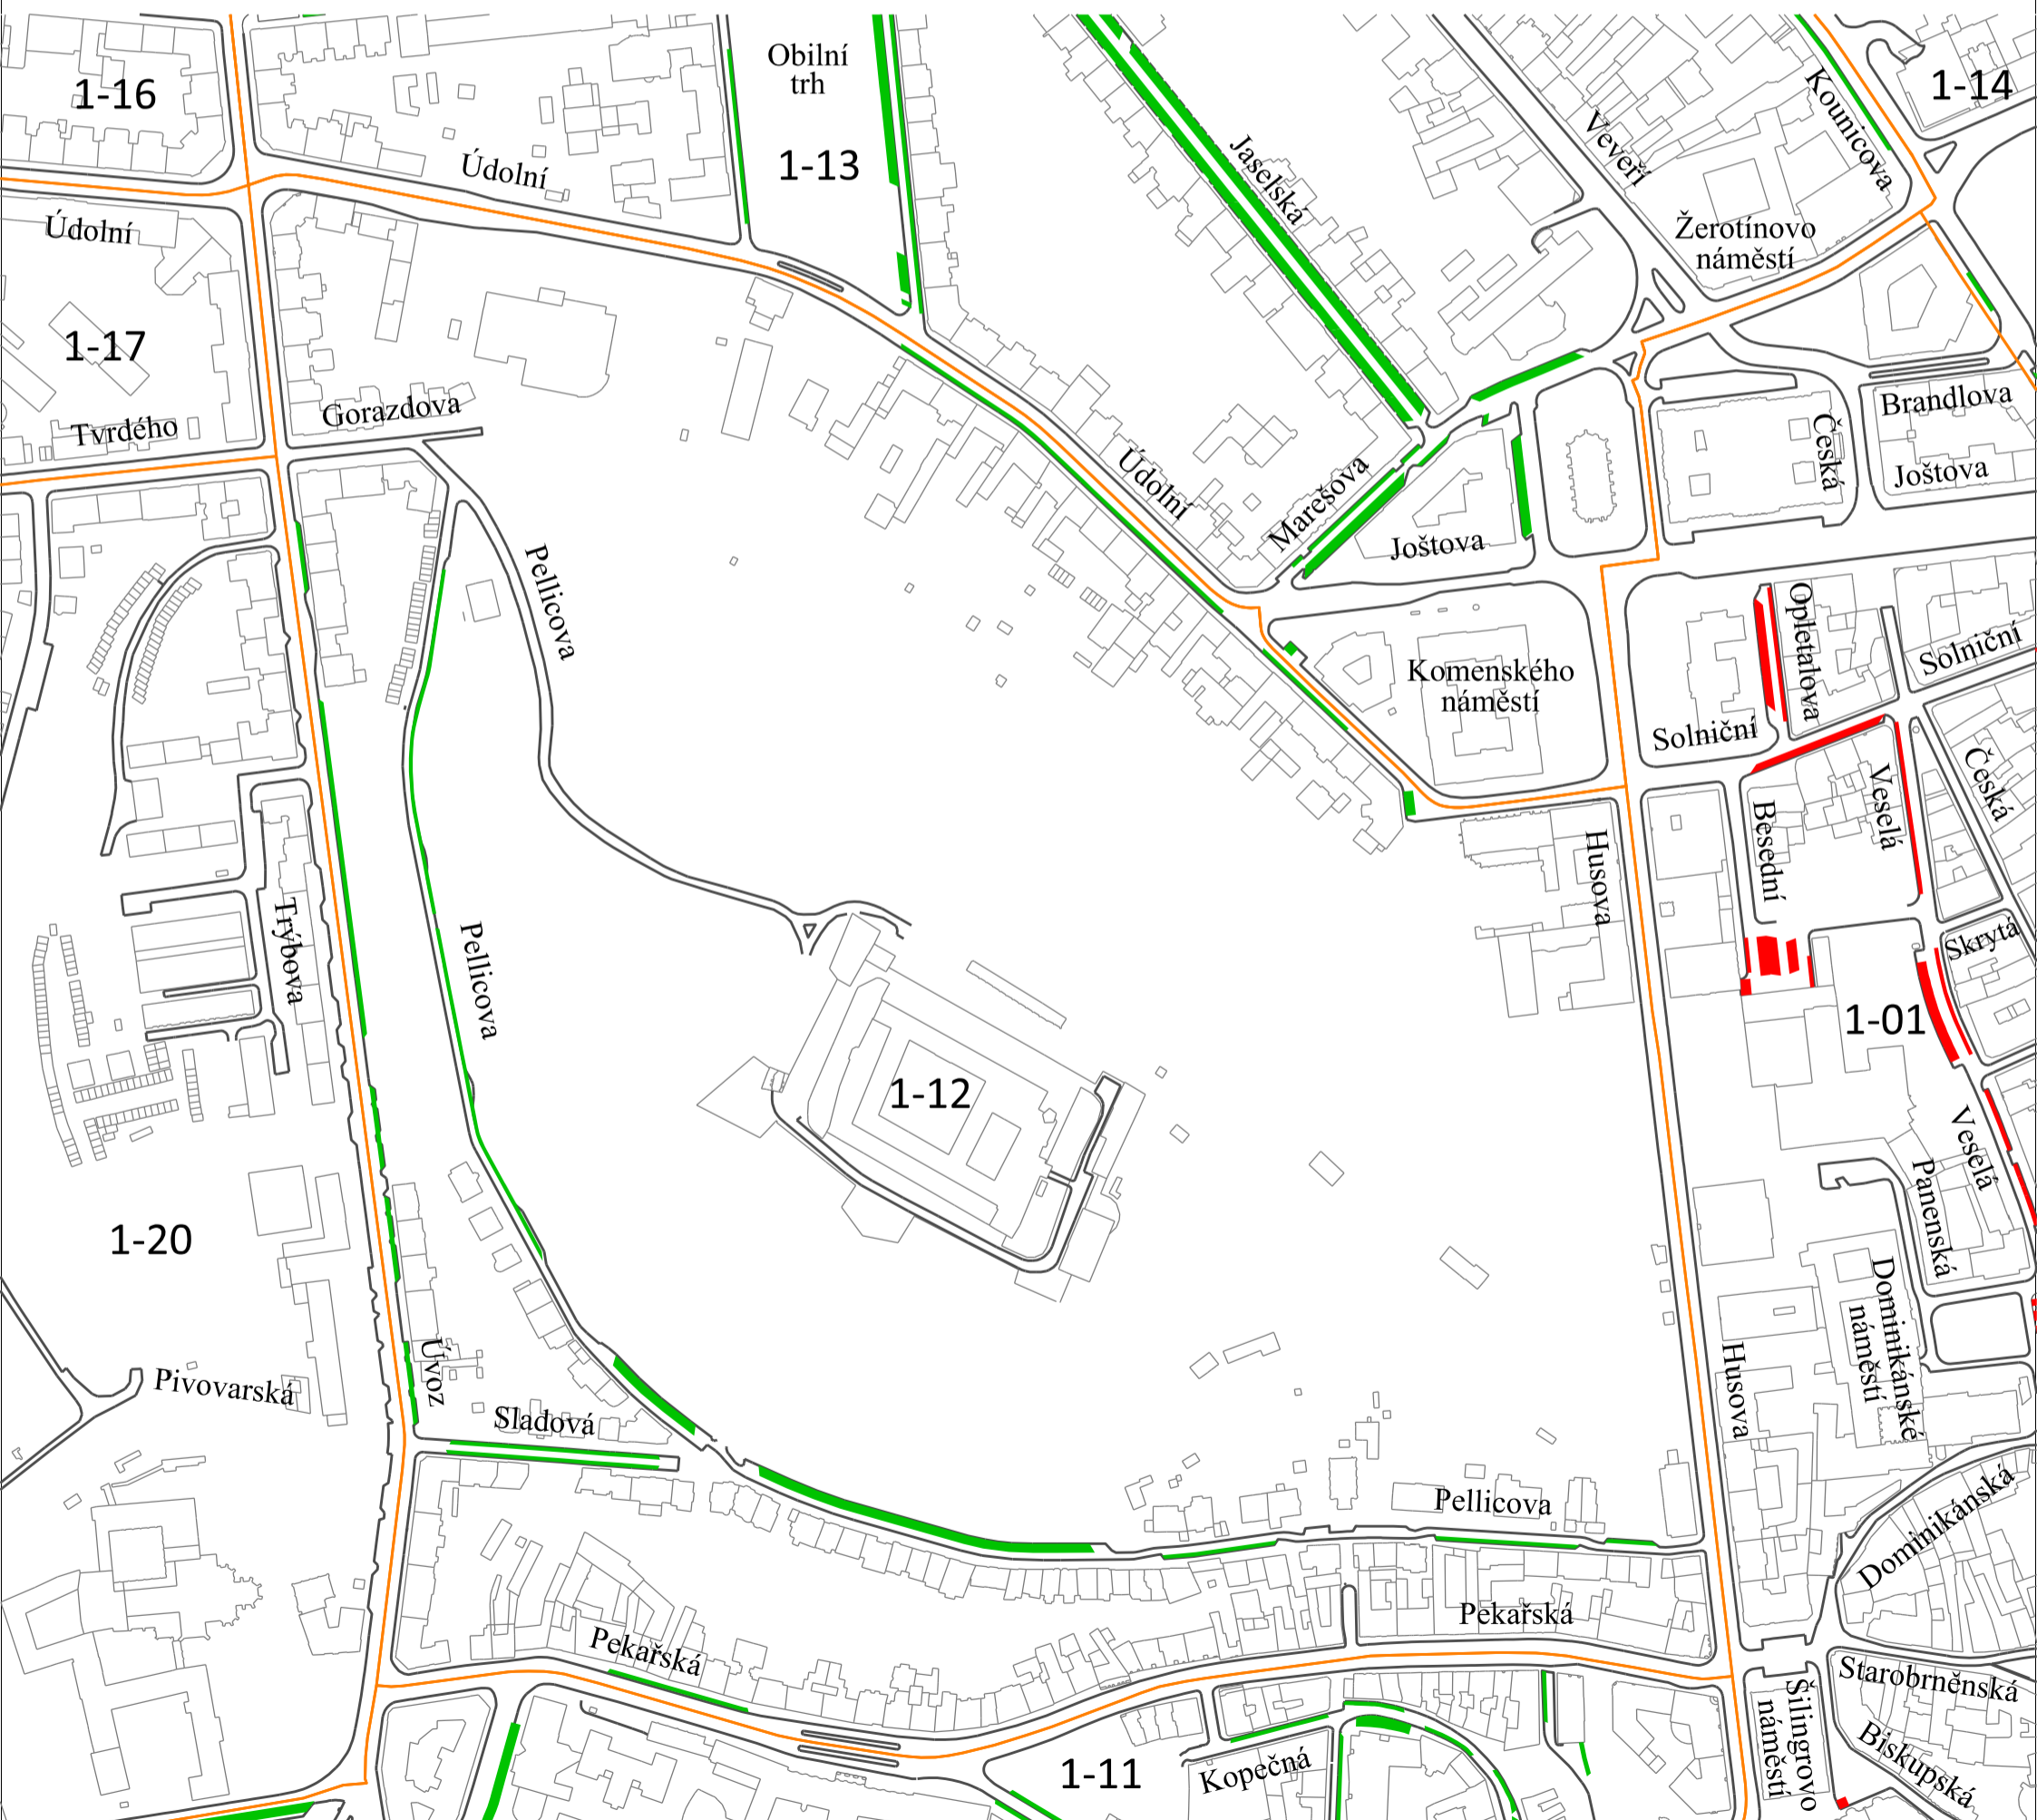 Obilní
trh
1-16
1-14
Kounicova
Veveří
Jaselská
1-13
Údolní
Údolní
Žerotínovo
náměstí
1-17
Gorazdova
Tvrdého
Brandlova
Česká
Joštova
Údolní
Marešova
Joštova
Pellicova
Opletalova
Solniční
Komenského
náměstí
Solniční
Česká
Veselá
Besední
Husova
Trýbova
Pellicova
Skrytá
1-01
1-12
Veselá
Panenská
1-20
Dominikánské
náměstí
Úvoz
Husova
Pivovarská
Sladová
Pellicova
Dominikánská
Pekařská
Pekařská
Starobrněnská
Šilingrovo
náměstí
Biskupská
1-11
Kopečná